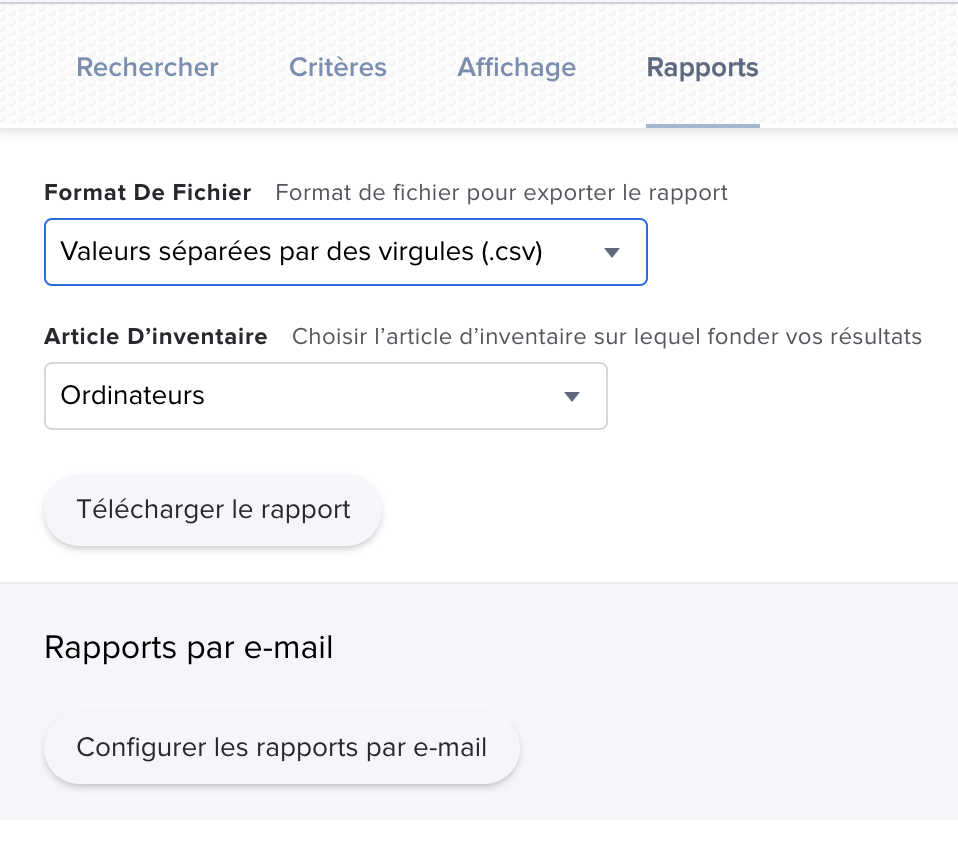 Rechercher Critères Affichage Rapports
Format De Fichier Format de fichier pour exporter le rapport
Valeurs séparées par des virgules (.csv)
Article D’inventaire Choisir l’article d’inventaire sur lequel fonder vos résultats
Ordinateurs
Télécharger le rapport
Rapports par e-mail
Configurer les rapports par e-mail